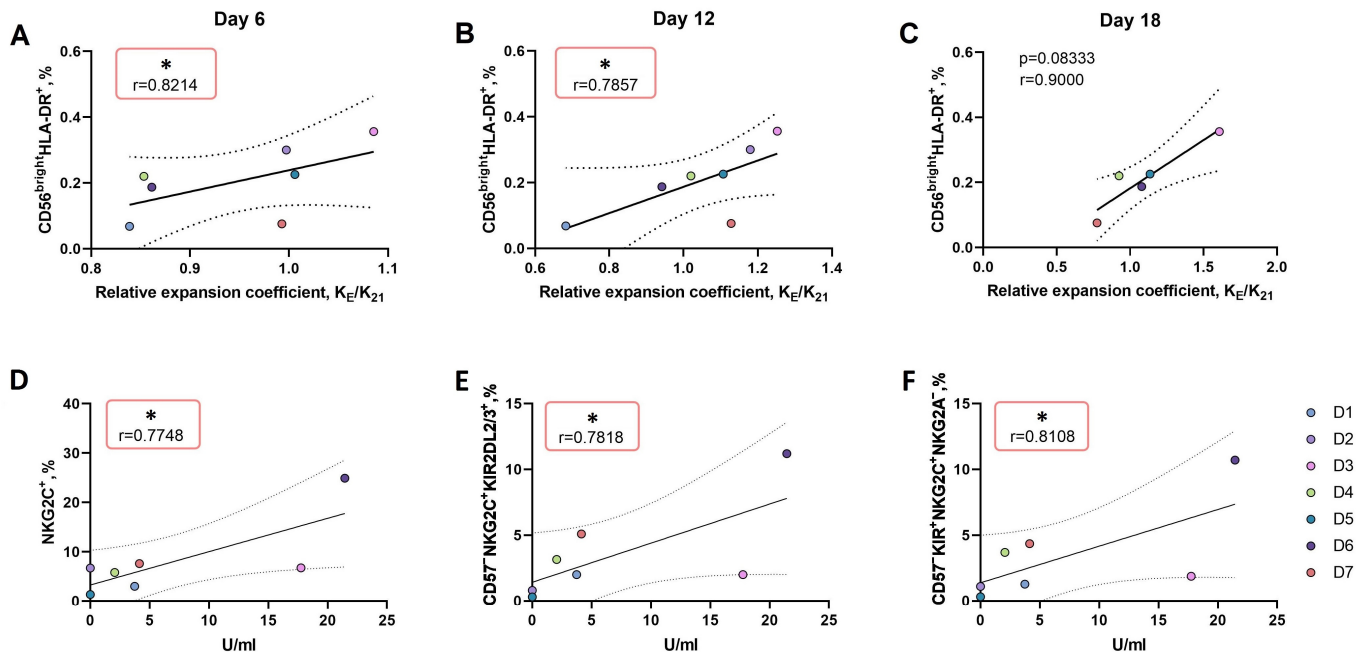 Day 6
Day 12
Day 18
A
CD56brightHLA-DR+, %
0.6
0.4
0.2
0.0
*
r=0.8214
0.8
0.9
1.0
1.1
Relative expansion coefficient, KE/K21
B
CD56brightHLA-DR+, %
0.6
0.4
0.2
0.0
*
r=0.7857
0.6
0.8
1.0
1.2
1.4
Relative expansion coefficient, KE/K21
C
CD56brightHLA-DR+, %
0.6
0.4
0.2
0.0
p=0.08333
r=0.9000
0.0
0.5
1.0
1.5
2.0
Relative expansion coefficient, KE/K21
D
NKG2C+, %
40
30
20
10
0
*
r=0.7748
0
5
10
15
20
25
U/ml
E
CD57-NKG2C+KIR2DL2/3+,%
15
10
5
0
*
r=0.7818
0
5
10
15
20
25
U/ml
F
CD57-KIR+NKG2C+NKG2A-,%
15
10
5
0
*
r=0.8108
0
5
10
15
20
25
U/ml
D1
D2
D3
D4
D5
D6
D7